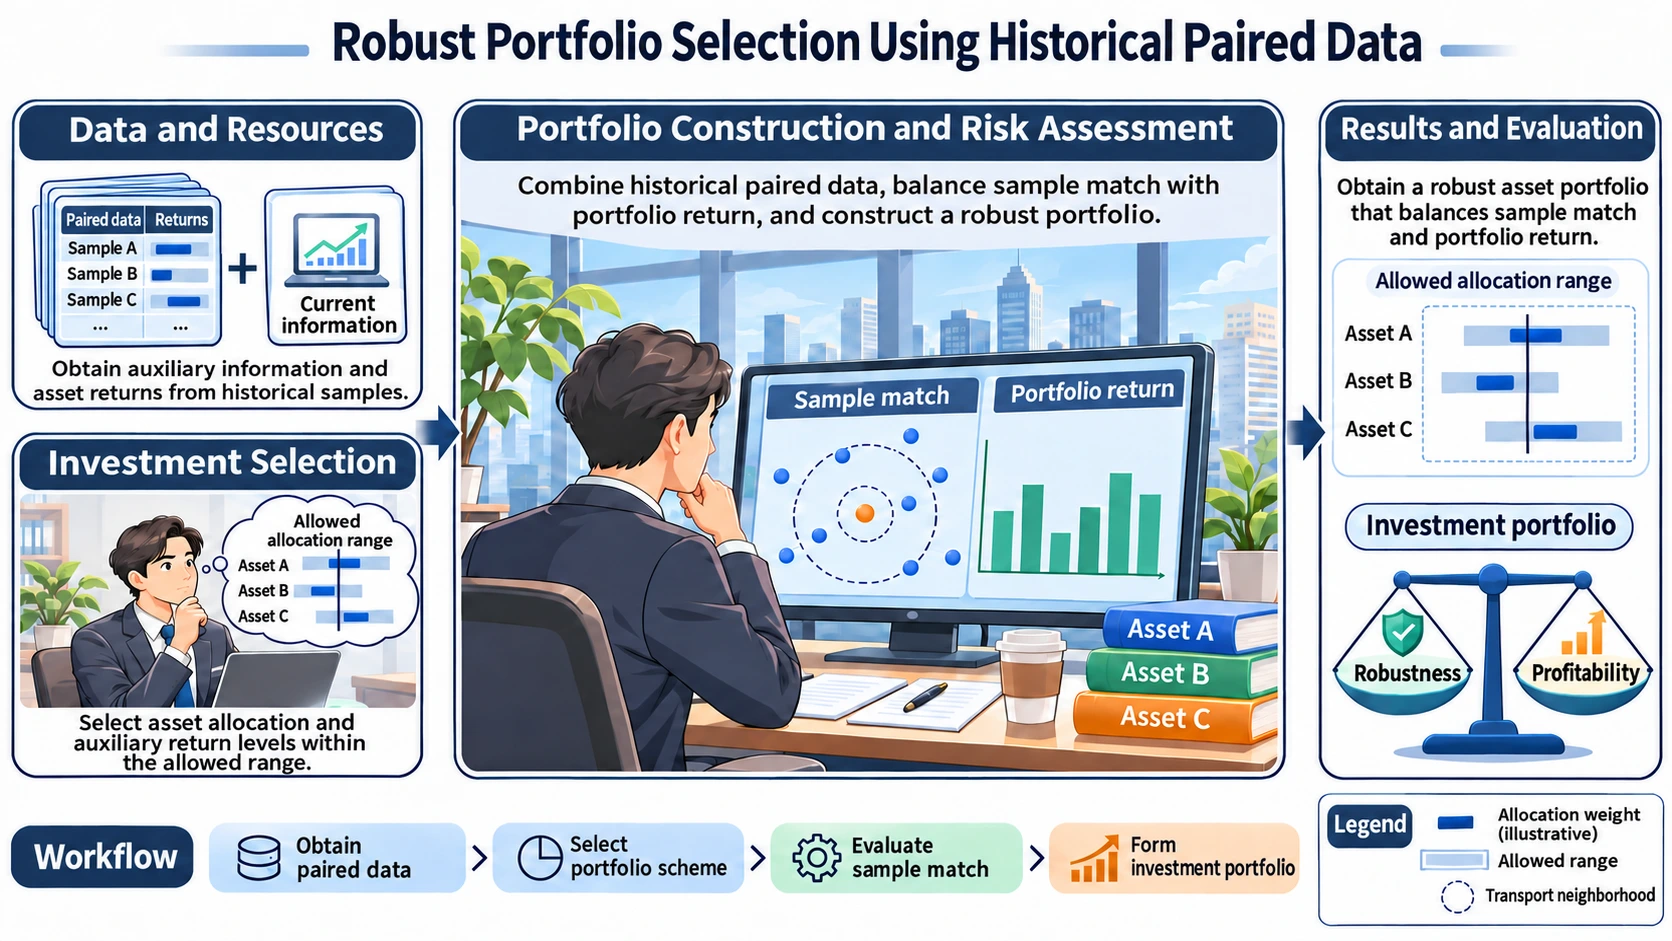 Robust Portfolio Selection Using Historical Paired Data
Data and Resources
Paired data Returns
Sample A
Sample B
Sample C
... ...
+
Current
information
Obtain auxiliary information and
asset returns from historical samples.
Investment Selection
Allowed
allocation range
Asset A
Asset B
Asset C
Select asset allocation and
auxiliary return levels within
the allowed range.
Portfolio Construction and Risk Assessment
Combine historical paired data, balance sample match with
portfolio return, and construct a robust portfolio.
Sample match
Portfolio return
Asset A
Asset B
Asset C
Results and Evaluation
Obtain a robust asset portfolio
that balances sample match
and portfolio return.
Allowed allocation range
Asset A
Asset B
Asset C
Investment portfolio
Robustness
Profitability
Workflow
Obtain
paired data
Select
portfolio scheme
Evaluate
sample match
Form
investment portfolio
Legend
Allocation weight
(illustrative)
Allowed range
Transport neighborhood